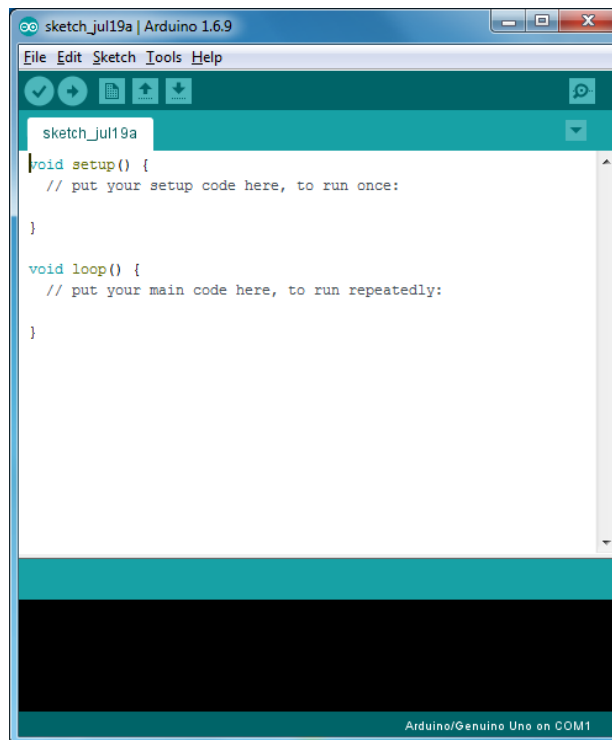 sketch_jul19a | Arduino 1.6.9
File Edit Sketch Tools Help
sketch_jul19a
void setup() {
  // put your setup code here, to run once:
}
void loop() {
  // put your main code here, to run repeatedly:
}
Arduino/Genuino Uno on COM1